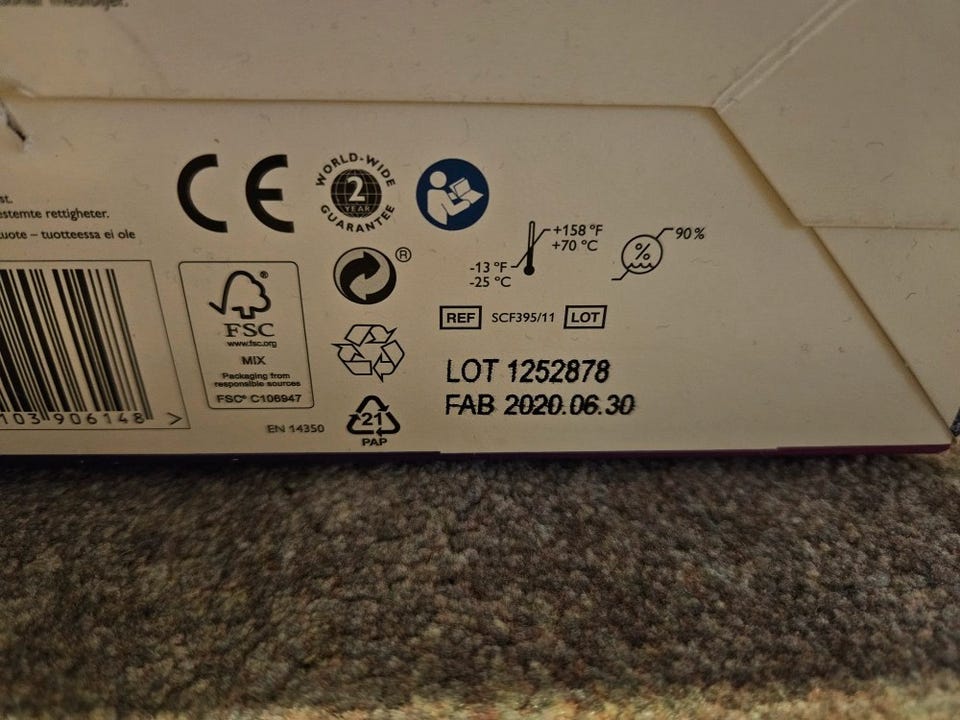 st.
estemte rettigheter.
uote – tuotteessa ei ole
103 906148 >
CE
WORLD-WIDE
2
YEAR
GUARANTEE
®
FSC®
www.fsc.org
MIX
Packaging from
responsible sources
FSC® C106947
EN 14350
21
PAP
+158 °F
+70 °C
-13 °F
-25 °C
%
90%
REF SCF395/11 LOT
LOT 1252878
FAB 2020.06.30